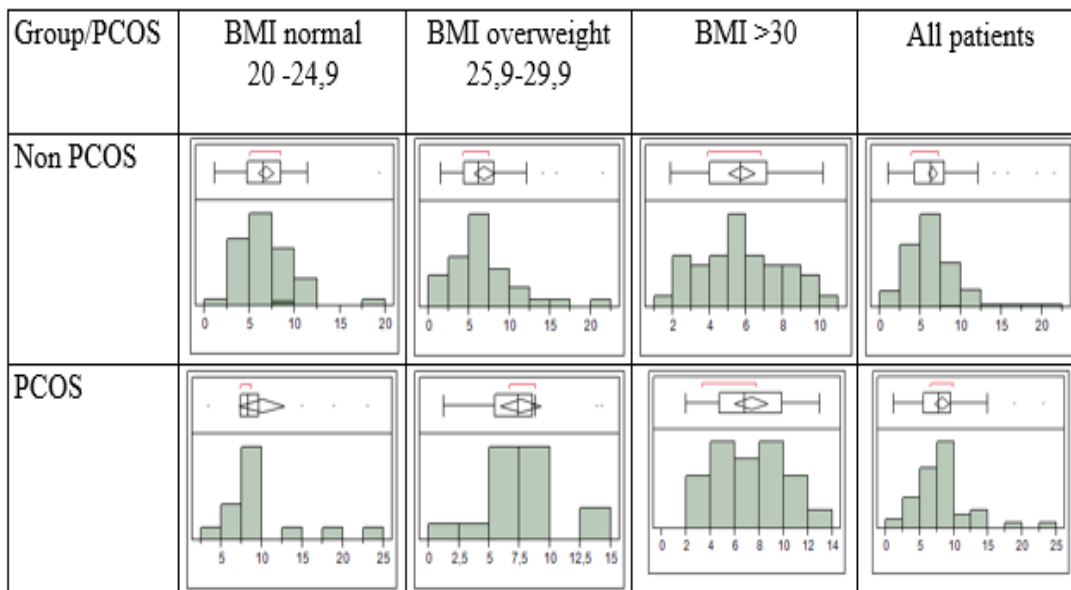 Group/PCOS
BMI normal
20 -24,9
BMI overweight
25,9-29,9
BMI >30
All patients
Non PCOS
0 5 10 15 20
0 5 10 15 20
2 4 6 8 10
0 5 10 15 20
PCOS
5 10 15 20 25
0 2,5 5 7,5 10 12,5 15
0 2 4 6 8 10 12 14
0 5 10 15 20 25